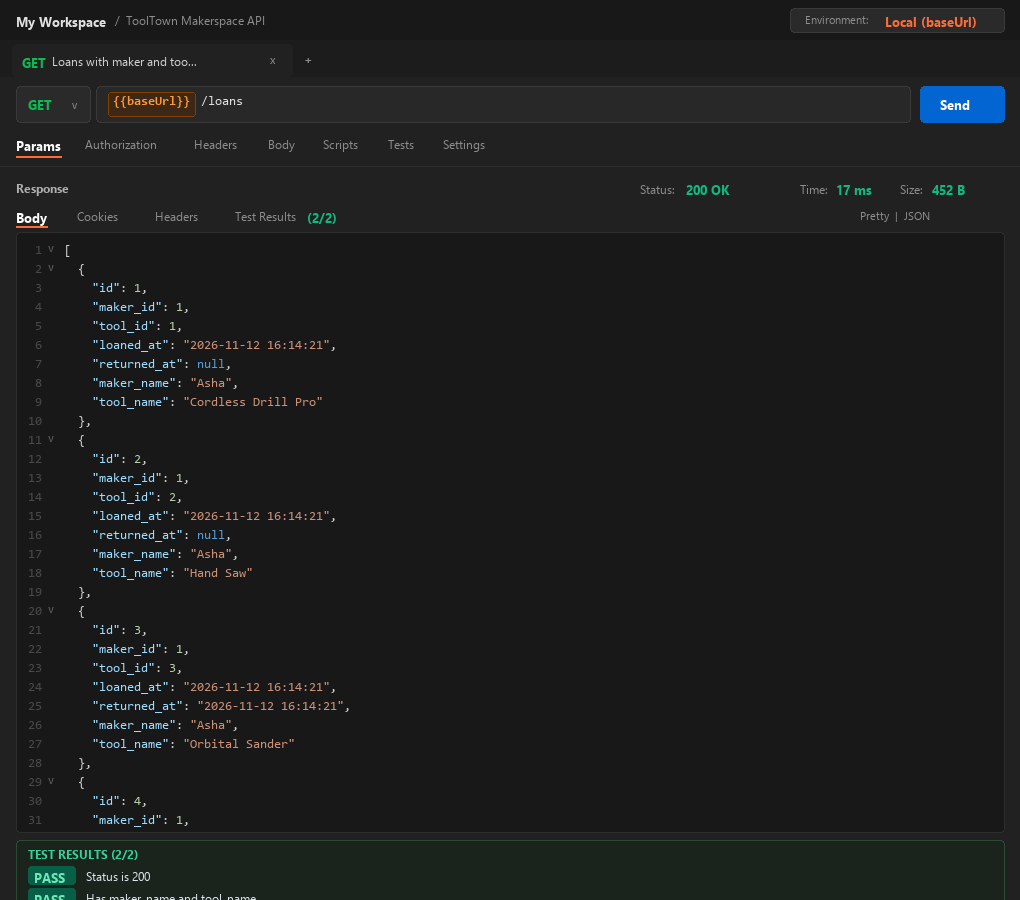 My Workspace / ToolTown Makerspace API
Environment: Local (baseUrl)
GET Loans with maker and too... x +
GET v {{baseUrl}} /loans Send
Params Authorization Headers Body Scripts Tests Settings
Response Status: 200 OK Time: 17 ms Size: 452 B
Body Cookies Headers Test Results (2/2) Pretty | JSON
1 v [
2 v {
3 "id": 1,
4 "maker_id": 1,
5 "tool_id": 1,
6 "loaned_at": "2026-11-12 16:14:21",
7 "returned_at": null,
8 "maker_name": "Asha",
9 "tool_name": "Cordless Drill Pro"
10 },
11 v {
12 "id": 2,
13 "maker_id": 1,
14 "tool_id": 2,
15 "loaned_at": "2026-11-12 16:14:21",
16 "returned_at": null,
17 "maker_name": "Asha",
18 "tool_name": "Hand Saw"
19 },
20 v {
21 "id": 3,
22 "maker_id": 1,
23 "tool_id": 3,
24 "loaned_at": "2026-11-12 16:14:21",
25 "returned_at": "2026-11-12 16:14:21",
26 "maker_name": "Asha",
27 "tool_name": "Orbital Sander"
28 },
29 v {
30 "id": 4,
31 "maker_id": 1,
TEST RESULTS (2/2)
PASS Status is 200
PASS Has maker_name and tool_name